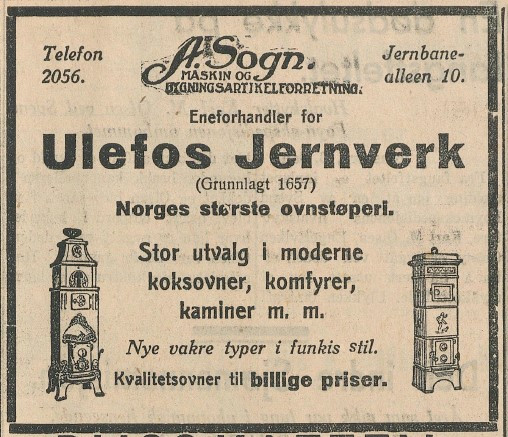 Telefon
2056.
A. Sogn.
MASKIN OG
BYGNINGSARTIKELFORRETNING.
Jernbane-
alleen 10.
Eneforhandler for
Ulefos Jernverk
(Grunnlagt 1657)
Norges største ovnstøperi.
Stor utvalg i moderne
koksovner, komfyrer,
kaminer m. m.
Nye vakre typer i funkis stil.
Kvalitetsovner til billige priser.